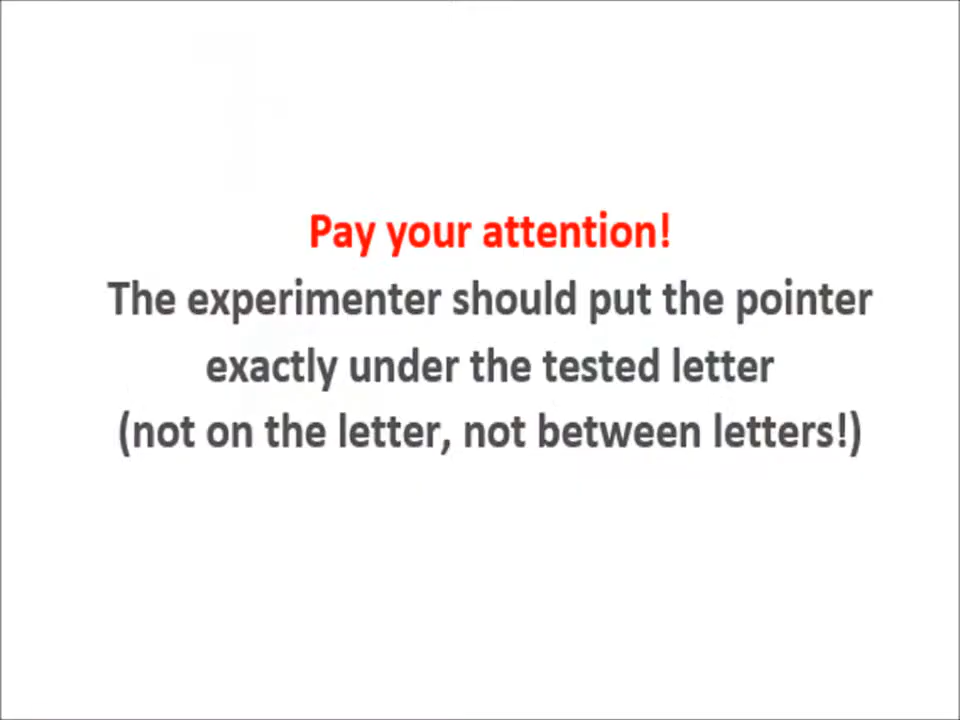 Pay your attention!
The experimenter should put the pointer
exactly under the tested letter
(not on the letter, not between letters!)